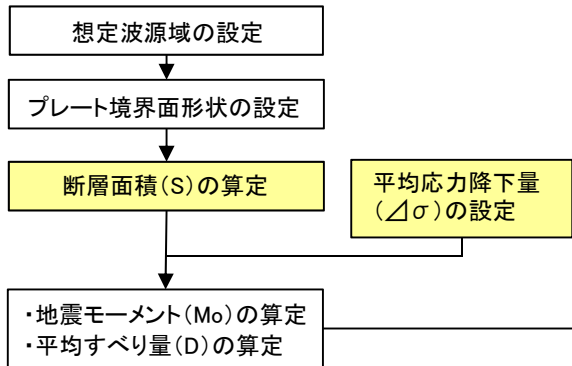 想定波源域の設定
プレート境界面形状の設定
断層面積(S)の算定
平均応力降下量
(⊿σ)の設定
・地震モーメント(Mo)の算定
・平均すべり量(D)の算定